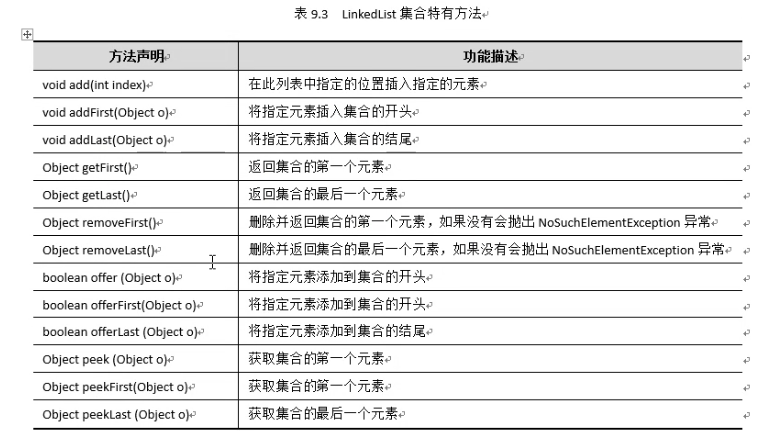 表 9.3 LinkedList 集合特有方法
方法声明 功能描述
void add(int index) 在此列表中指定的位置插入指定的元素
void addFirst(Object o) 将指定元素插入集合的开头
void addLast(Object o) 将指定元素插入集合的结尾
Object getFirst() 返回集合的第一个元素
Object getLast() 返回集合的最后一个元素
Object removeFirst() 删除并返回集合的第一个元素，如果没有会抛出 NoSuchElementException 异常
Object removeLast() 删除并返回集合的最后一个元素，如果没有会抛出 NoSuchElementException 异常
boolean offer (Object o) 将指定元素添加到集合的开头
boolean offerFirst(Object o) 将指定元素添加到集合的开头
boolean offerLast (Object o) 将指定元素添加到集合的结尾
Object peek (Object o) 获取集合的第一个元素
Object peekFirst(Object o) 获取集合的第一个元素
Object peekLast (Object o) 获取集合的最后一个元素